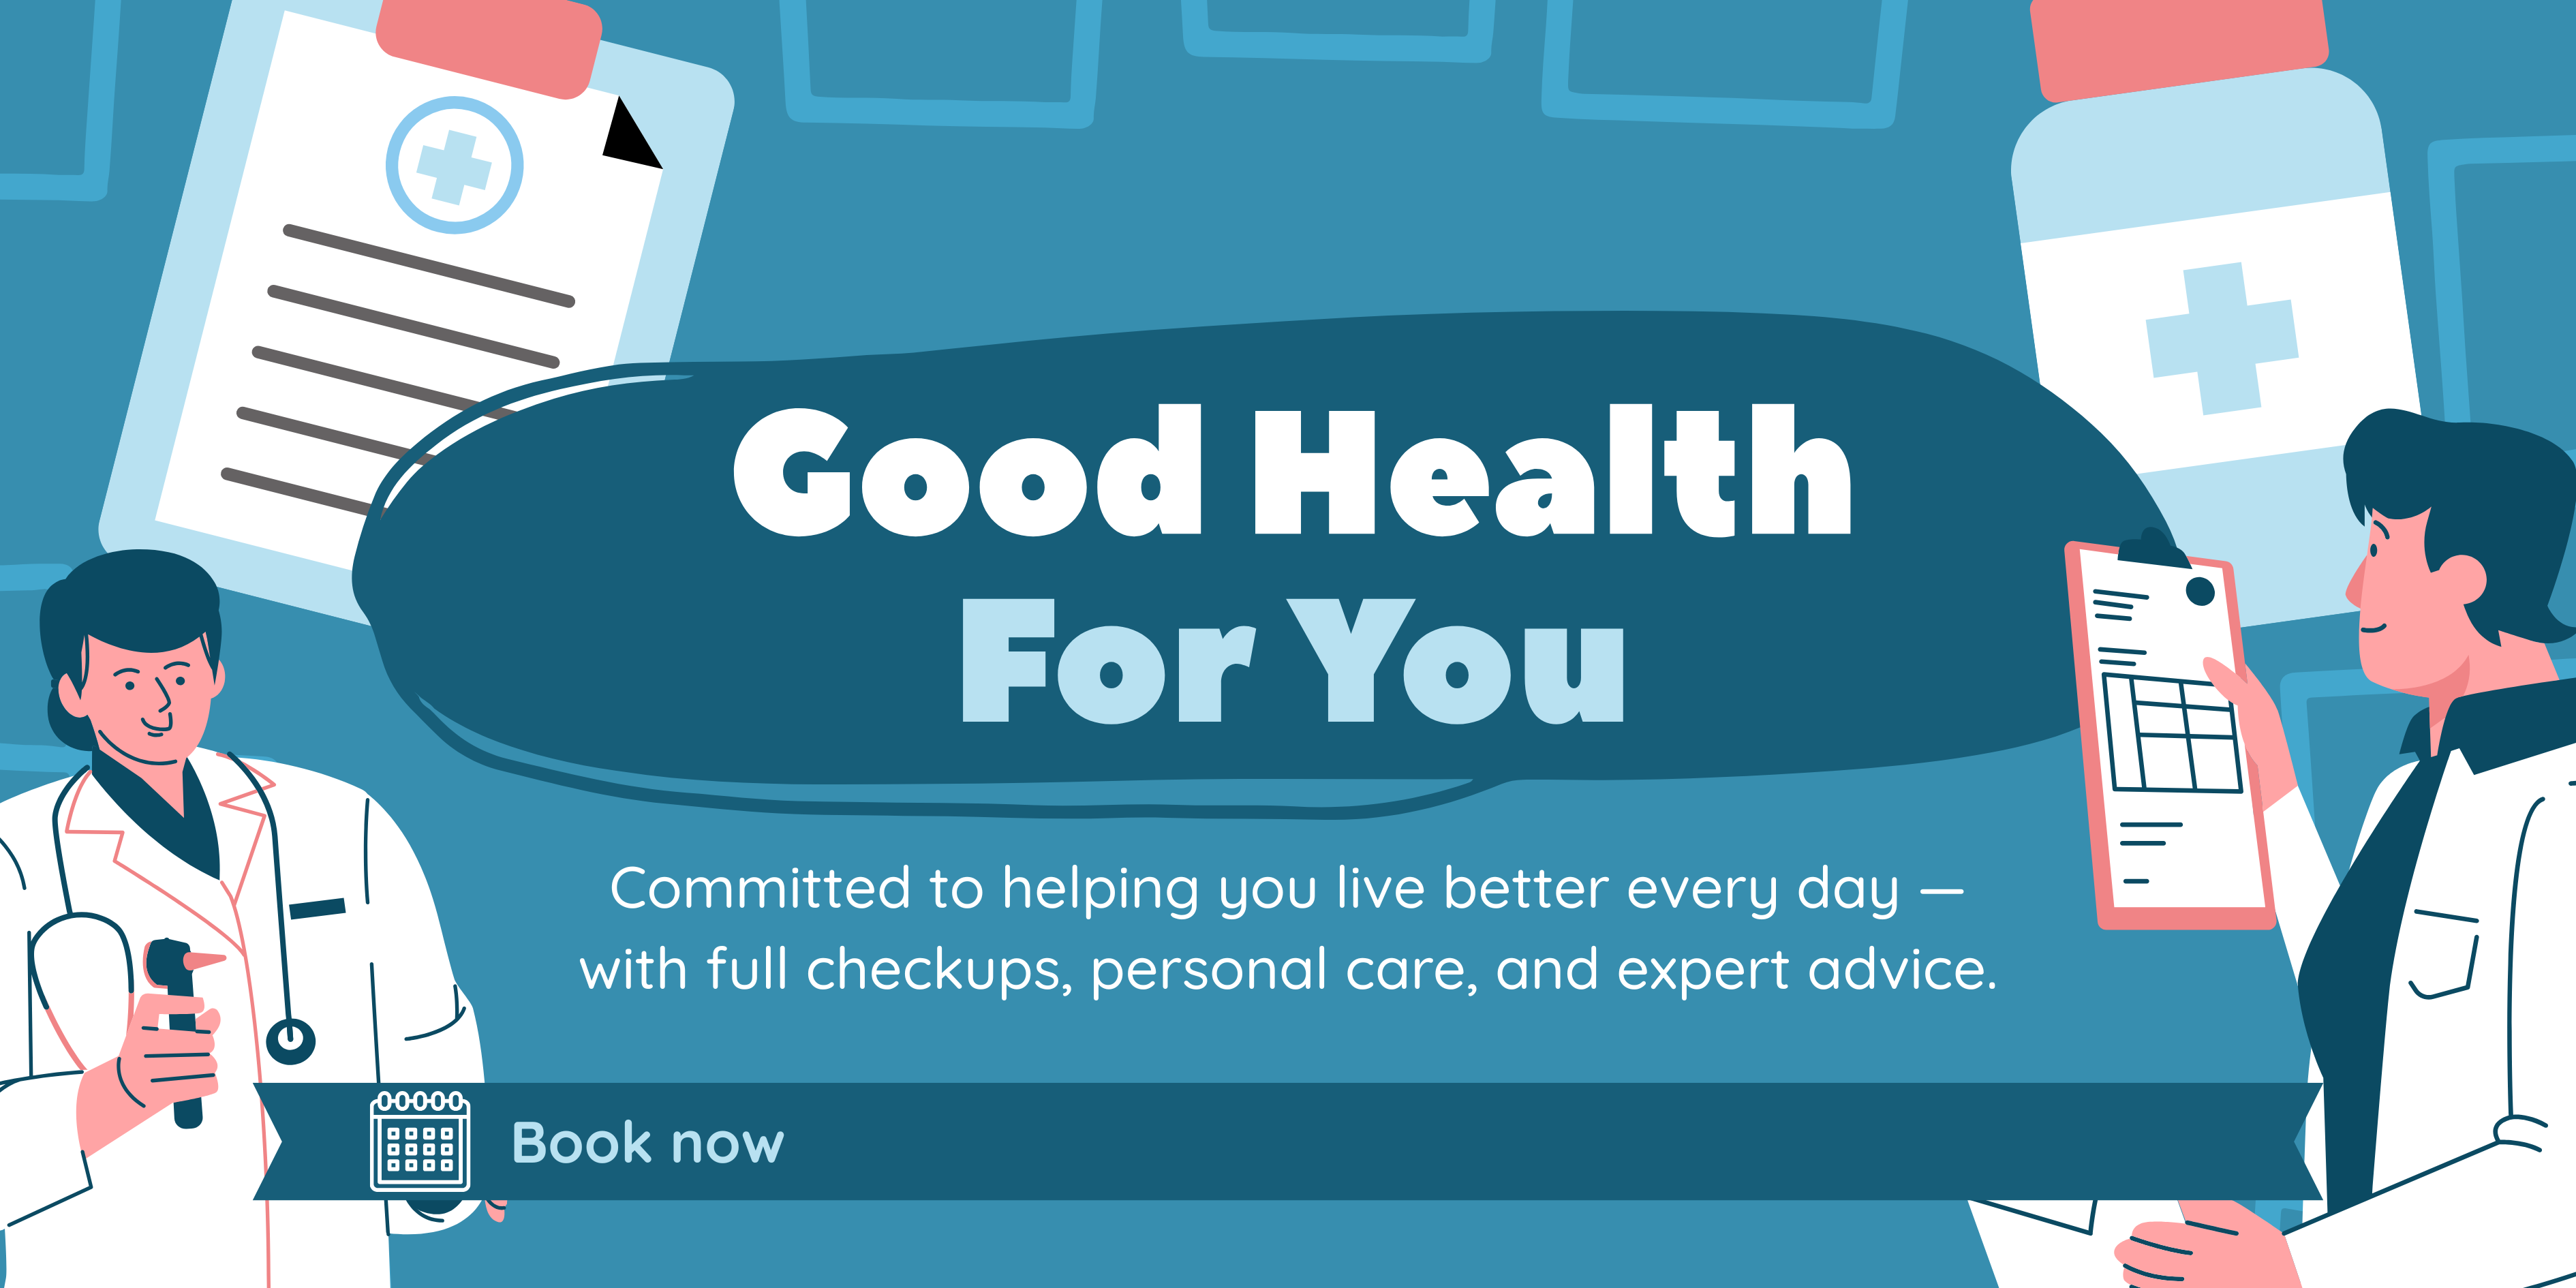 Good Health
For You
Committed to helping you live better every day —
with full checkups, personal care, and expert advice.
Book now